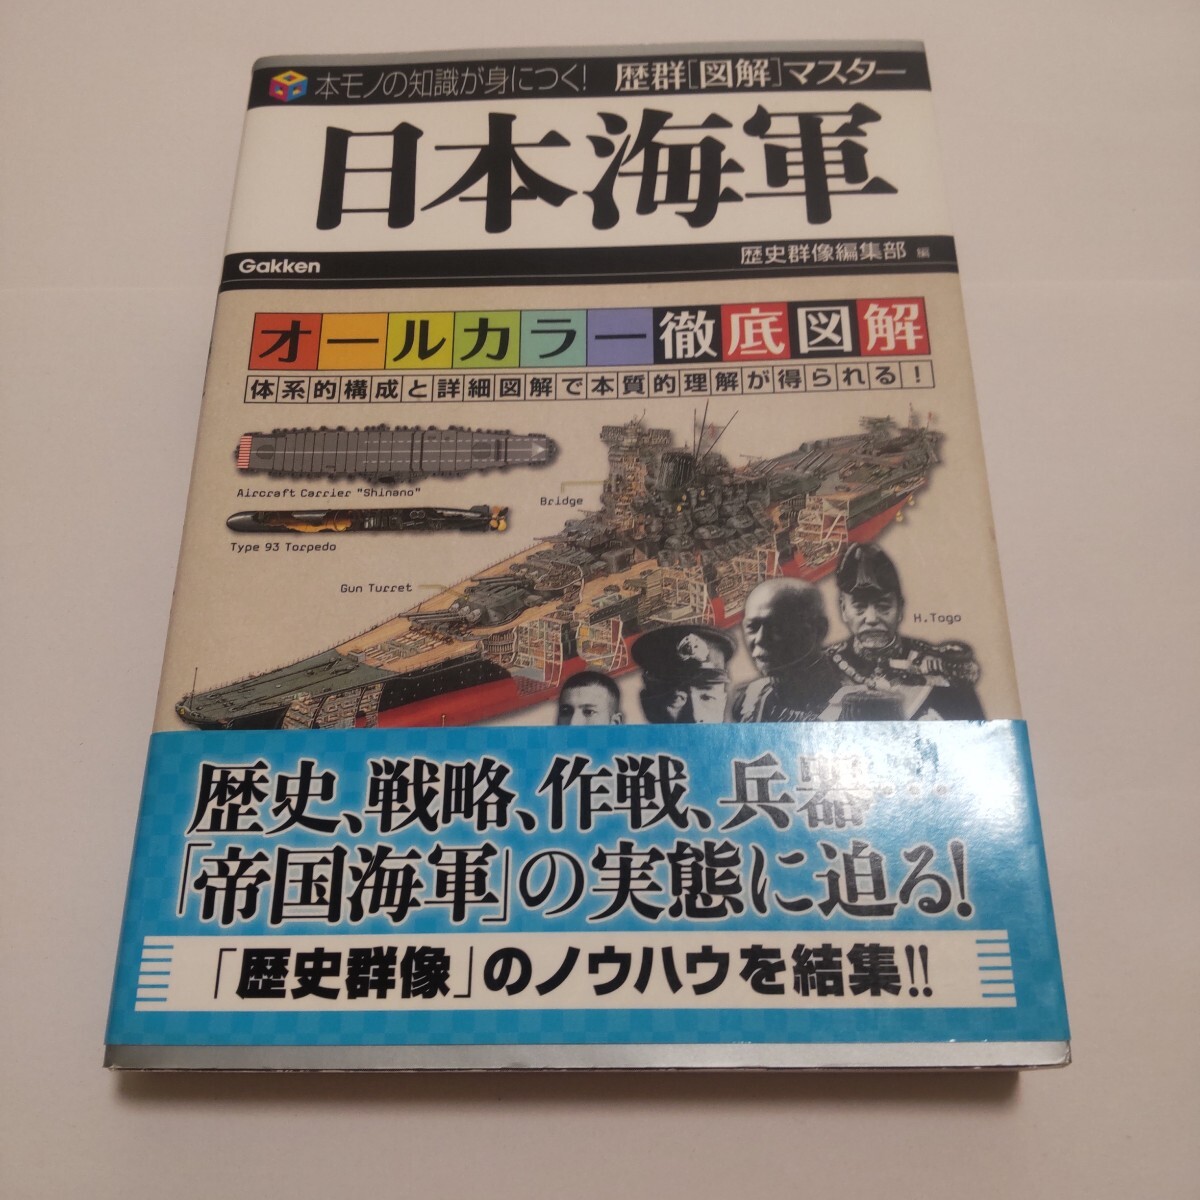 本モノの知識が身につく! 歴群[図解]マスター
日本海軍
Gakken
歴史群像編集部 編
オールカラー徹底図解
体系的構成と詳細図解で本質的理解が得られる!
Aircraft Carrier "Shinano"
Bridge
Type 93 Torpedo
Gun Turret
H.Togo
歴史、戦略、作戦、兵器……
「帝国海軍」の実態に迫る!
「歴史群像」のノウハウを結集!!